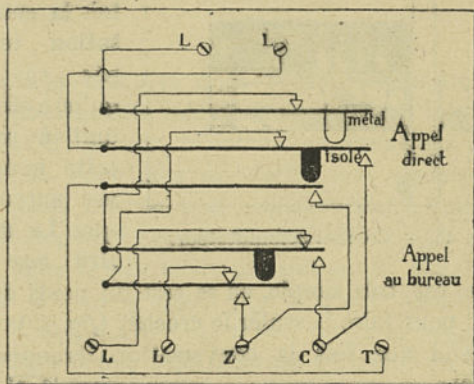 L L
métal
Appel
direct
isolé
Appel
au bureau
L L Z C T